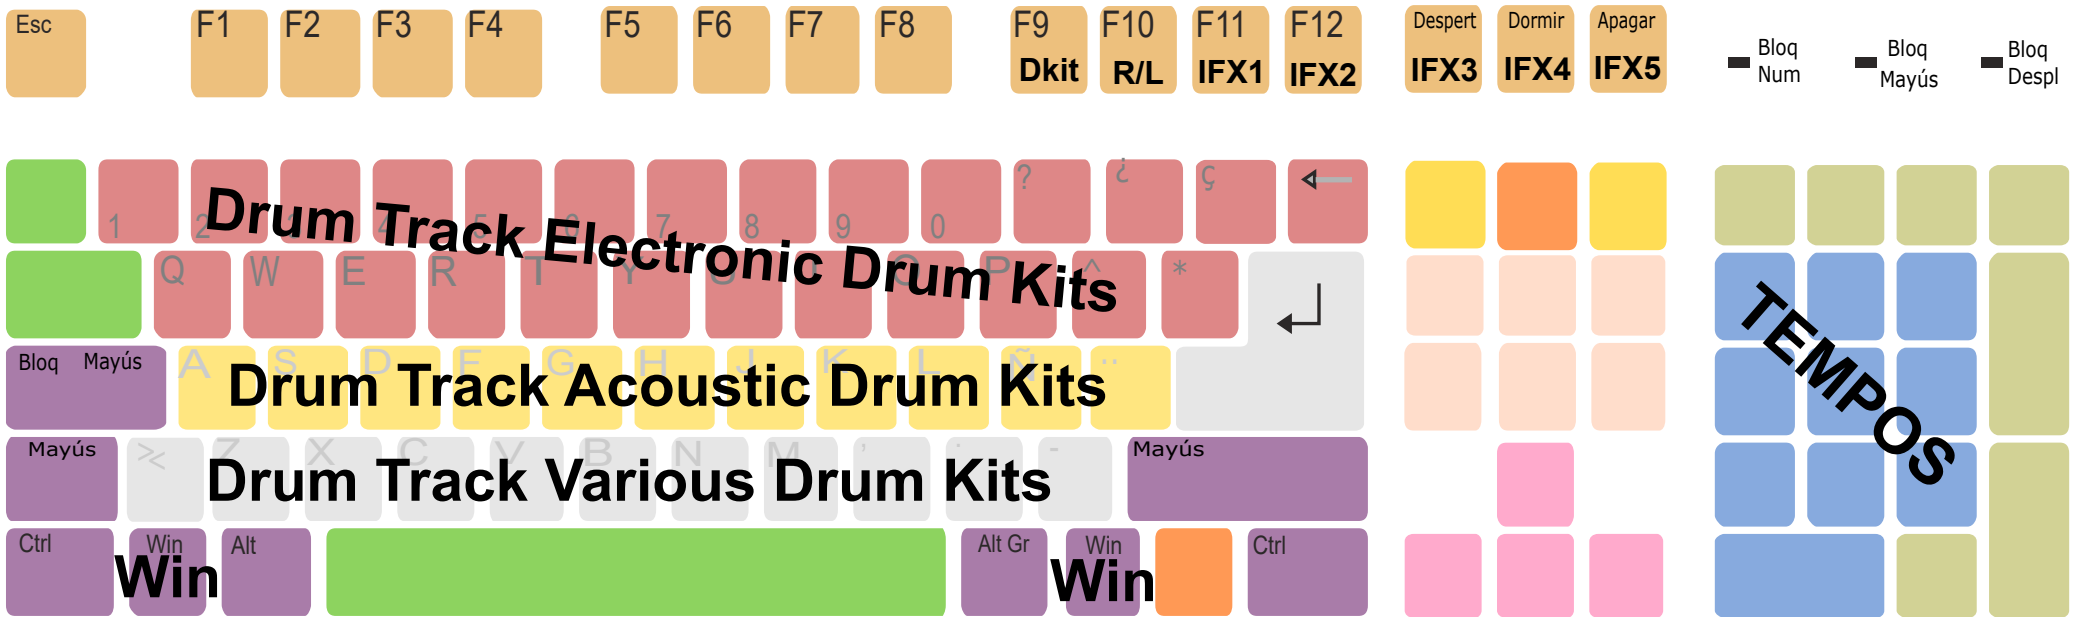 Esc F1 F2 F3 F4 F5 F6 F7 F8 F9 F10 F11 F12 Despert Dormir Apagar
Dkit R/L IFX1 IFX2 IFX3 IFX4 IFX5
Bloq Num
Bloq Mayús
Bloq Despl
1 2 3 4 5 6 7 8 9 0 ? ¿ ç
Drum Track Electronic Drum Kits
Q W E R T Y U I O P ^ *
Bloq Mayús A S D F G H J K L Ñ ¨
Drum Track Acoustic Drum Kits
Mayús >< Z X C V B N M , . - Mayús
Drum Track Various Drum Kits
Ctrl Win Alt Alt Gr Win Ctrl
Win Win
TEMPOS